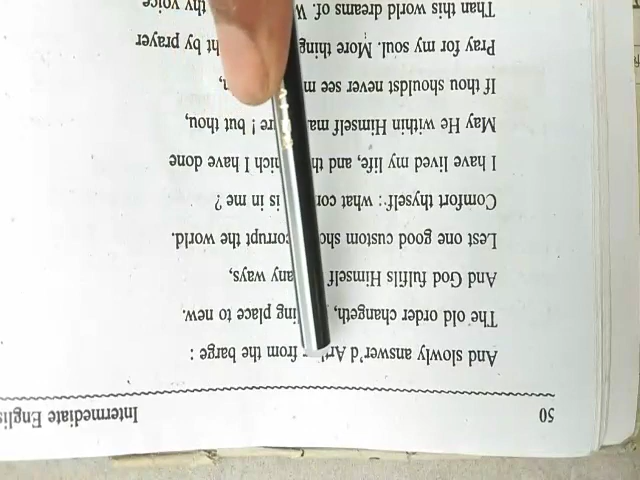 50 Intermediate Englis
And slowly answer'd Ar from the barge :
The old order changeth, ing place to new.
And God fulfils Himself any ways,
Lest one good custom sho corrupt the world.
Comfort thyself : what co is in me ?
I have lived my life, and th hich I have done
May He within Himself ma re ! but thou,
If thou shouldst never see m
Pray for my soul. More thing ht by prayer
Than this world dreams of. W thy voice